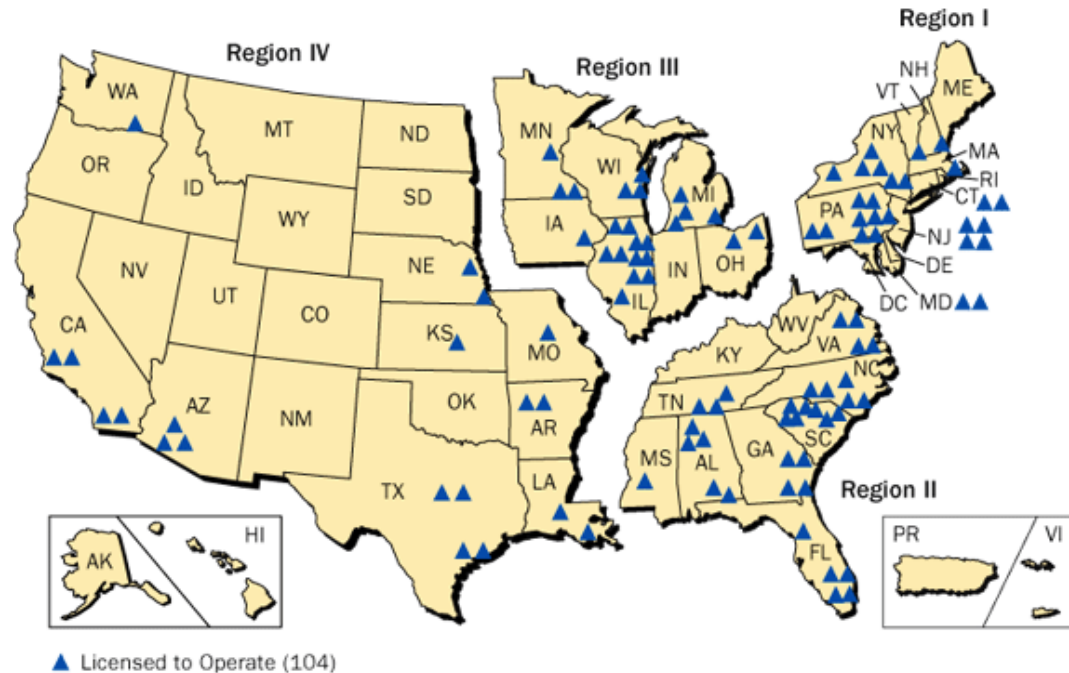 Region I
Region IV
Region III
NH
VT
ME
WA
MT
ND
MN
NY
OR
WI
MA
ID
SD
MI
RI
CT
WY
PA
IA
NJ
NE
NV
OH
DE
IN
UT
IL
DC
MD
CO
CA
KS
MO
WV
VA
KY
NC
OK
TN
AZ
NM
AR
SC
MS
AL
GA
LA
TX
Region II
HI
PR
VI
AK
FL
Licensed to Operate (104)